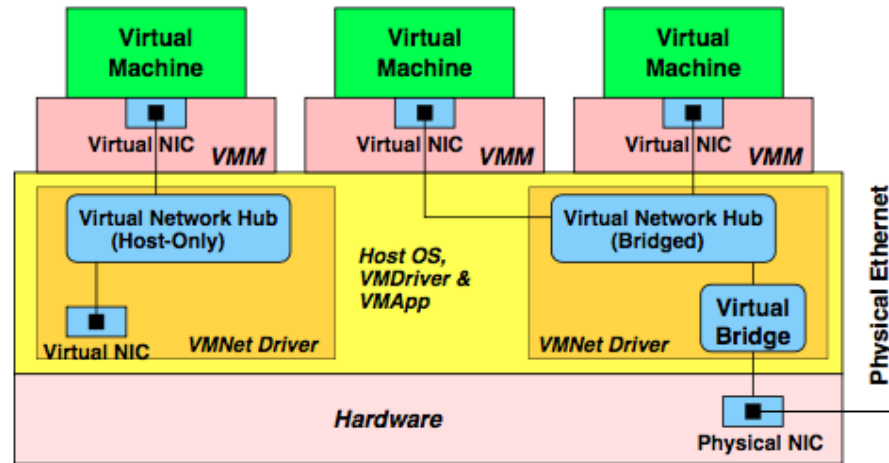 Virtual
Machine
Virtual
Machine
Virtual
Machine
Virtual NIC
VMM
Virtual NIC
VMM
Virtual NIC
VMM
Virtual Network Hub
(Host-Only)
Virtual NIC
VMNet Driver
Host OS,
VMDriver &
VMApp
Virtual Network Hub
(Bridged)
Virtual
Bridge
VMNet Driver
Physical Ethernet
Hardware
Physical NIC